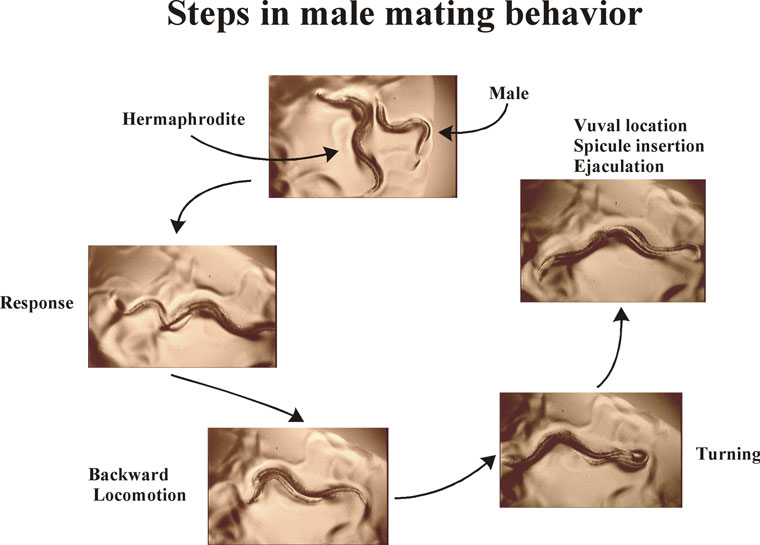 Steps in male mating behavior
Hermaphrodite
Male
Response
Backward
Locomotion
Turning
Vuval location
Spicule insertion
Ejaculation